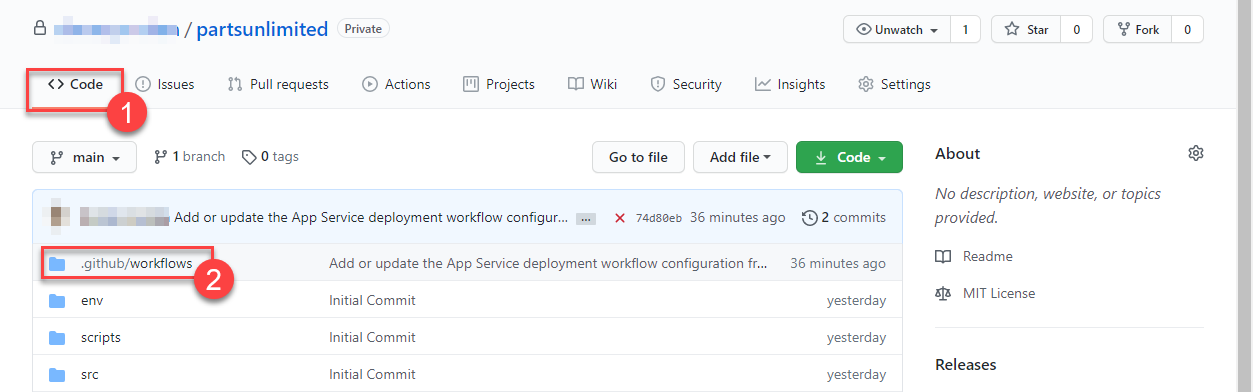 / partsunlimited Private Unwatch 1 Star 0 Fork 0
Code Issues Pull requests Actions Projects Wiki Security Insights Settings
1
main 1 branch 0 tags Go to file Add file Code About
Add or update the App Service deployment workflow configur... ... 74d80eb 36 minutes ago 2 commits No description, website, or topics
provided.
.github/workflows Add or update the App Service deployment workflow configuration fr... 36 minutes ago Readme
2
env Initial Commit yesterday MIT License
scripts Initial Commit yesterday
src Initial Commit yesterday Releases